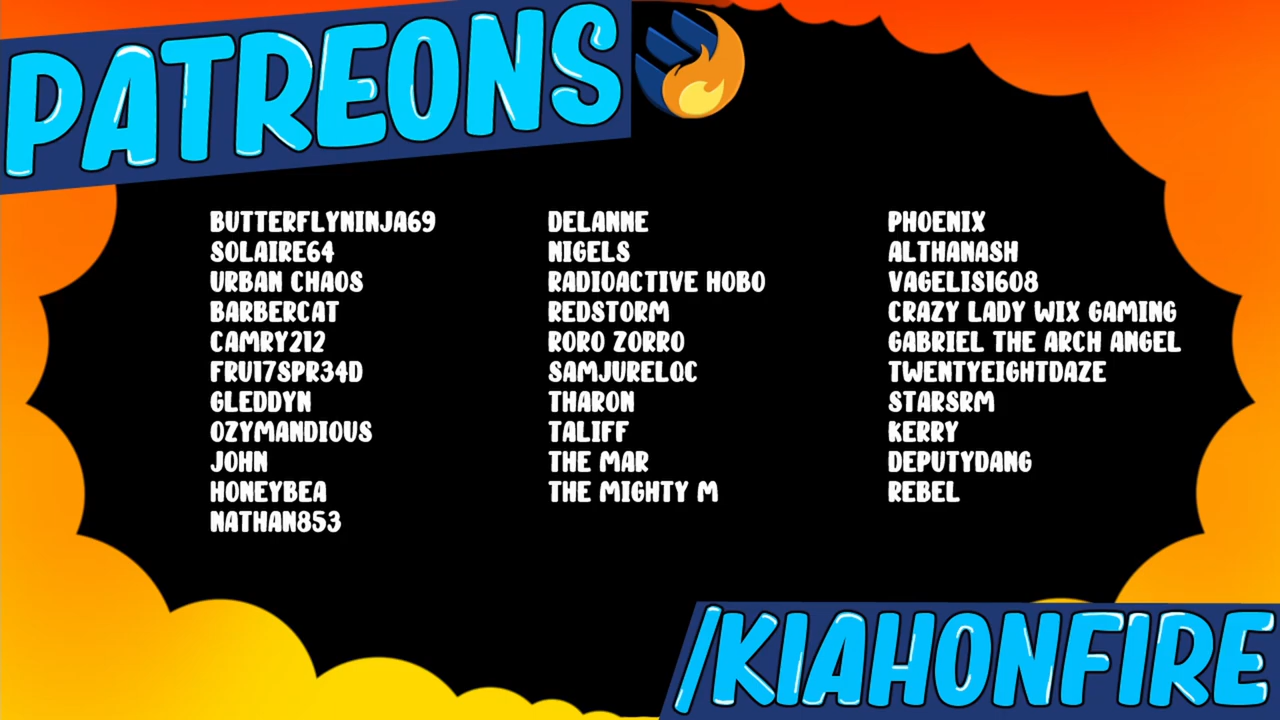 PATREONS
BUTTERFLYNINJA69
SOLAIRE64
URBAN CHAOS
BARBERCAT
CAMRY212
FRUI7SPR34D
GLEDDYN
OZYMANDIOUS
JOHN
HONEYBEA
NATHAN853
DELANNE
NIGELS
RADIOACTIVE HOBO
REDSTORM
RORO ZORRO
SAMJURELQC
THARON
TALIFF
THE MAR
THE MIGHTY M
PHOENIX
ALTHANASH
VAGELIS1608
CRAZY LADY WIX GAMING
GABRIEL THE ARCH ANGEL
TWENTYEIGHTDAZE
STARSRM
KERRY
DEPUTYDANG
REBEL
/KIAHONFIRE